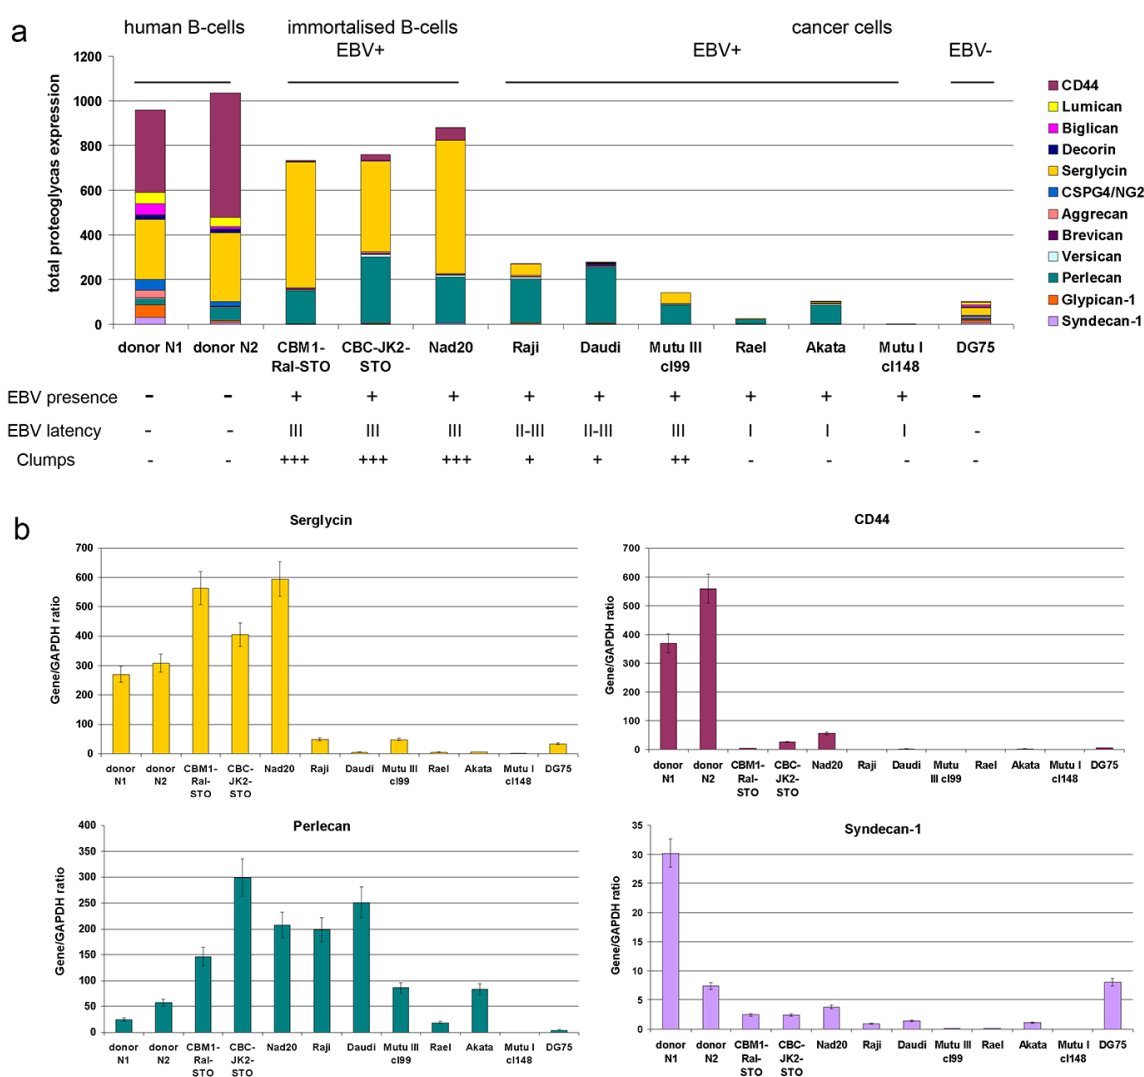 a
human B-cells immortalised B-cells cancer cells
EBV+ EBV+ EBV-
total proteoglycas expression
1200
1000
800
600
400
200
0
donor N1 donor N2 CBM1-Ral-STO CBC-JK2-STO Nad20 Raji Daudi Mutu III cl99 Rael Akata Mutu I cl148 DG75
CD44
Lumican
Biglican
Decorin
Serglycin
CSPG4/NG2
Aggrecan
Brevican
Versican
Perlecan
Glypican-1
Syndecan-1
EBV presence - - + + + + + + + + + -
EBV latency - - III III III II-III II-III III I I I -
Clumps - - +++ +++ +++ + + ++ - - - -
b
Serglycin
Gene/GAPDH ratio
700
600
500
400
300
200
100
0
donor N1 donor N2 CBM1-Ral-STO CBC-JK2-STO Nad20 Raji Daudi Mutu III cl99 Rael Akata Mutu I cl148 DG75
CD44
Gene/GAPDH ratio
700
600
500
400
300
200
100
0
donor N1 donor N2 CBM1-Ral-STO CBC-JK2-STO Nad20 Raji Daudi Mutu III cl99 Rael Akata Mutu I cl148 DG75
Perlecan
Gene/GAPDH ratio
400
350
300
250
200
150
100
50
0
donor N1 donor N2 CBM1-Ral-STO CBC-JK2-STO Nad20 Raji Daudi Mutu III cl99 Rael Akata Mutu I cl148 DG75
Syndecan-1
Gene/GAPDH ratio
35
30
25
20
15
10
5
0
donor N1 donor N2 CBM1-Ral-STO CBC-JK2-STO Nad20 Raji Daudi Mutu III cl99 Rael Akata Mutu I cl148 DG75